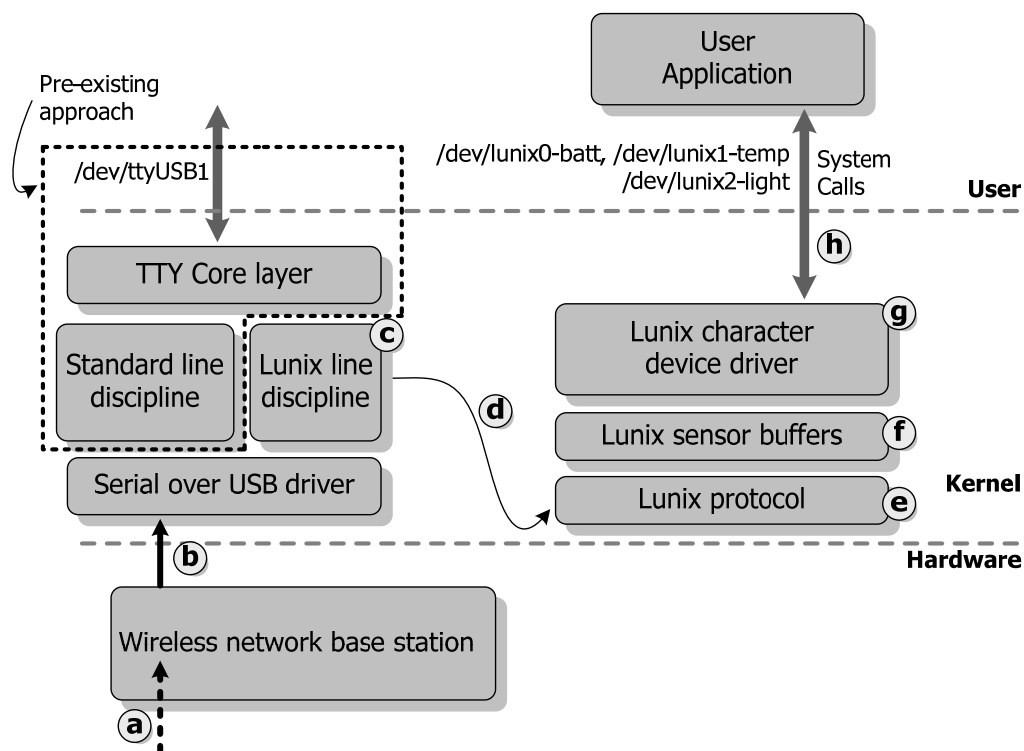 User
Application
Pre-existing
approach
/dev/ttyUSB1
/dev/lunix0-batt, /dev/lunix1-temp
/dev/lunix2-light
System
Calls
User
h
TTY Core layer
Standard line
discipline
Lunix line
discipline
c
d
Lunix character
device driver
g
Lunix sensor buffers
f
Serial over USB driver
Lunix protocol
e
Kernel
Hardware
b
Wireless network base station
a